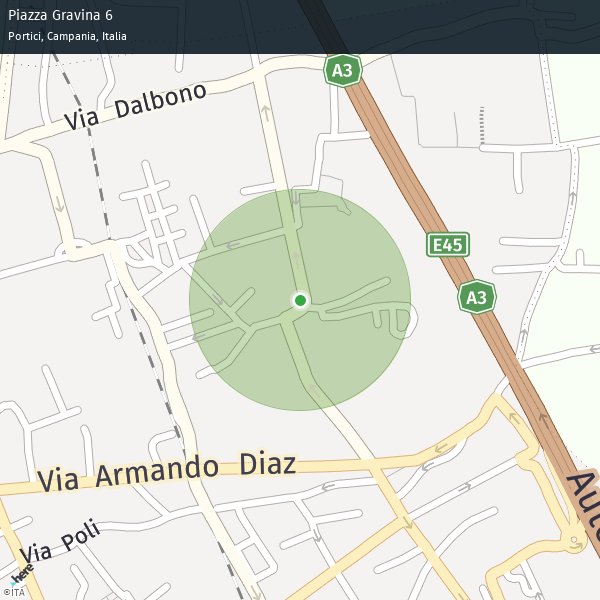 Piazza Gravina 6
Portici, Campania, Italia
A3
Via Dalbono
E45
A3
Via Armando Diaz
Auto
Via Poli
here
©ITA